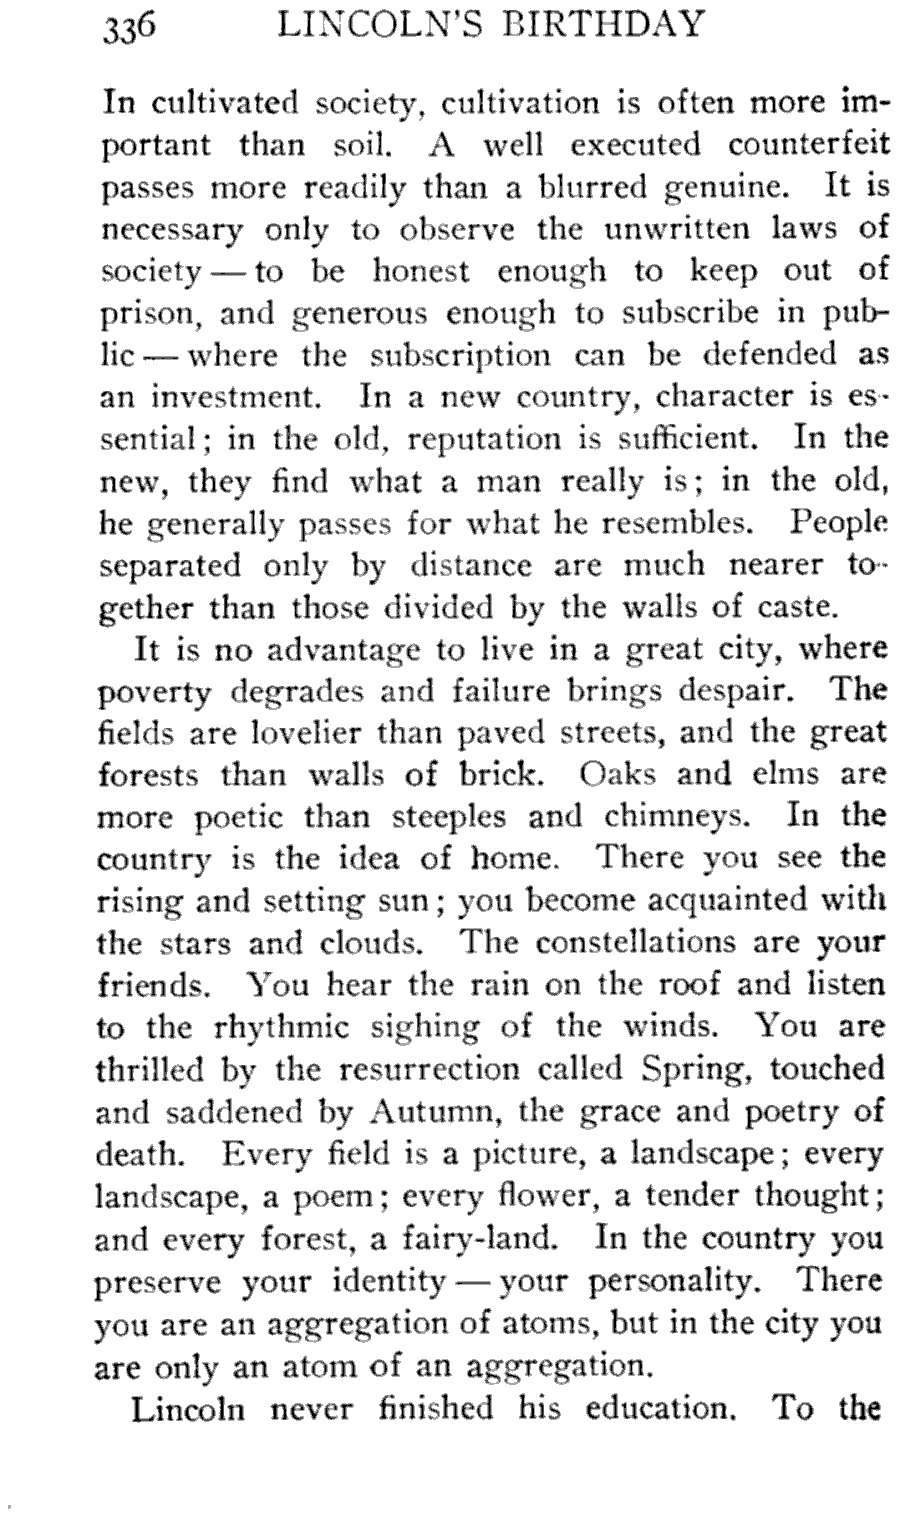 336 LINCOLN'S BIRTHDAY
In cultivated society, cultivation is often more im-
portant than soil. A well executed counterfeit
passes more readily than a blurred genuine. It is
necessary only to observe the unwritten laws of
society — to be honest enough to keep out of
prison, and generous enough to subscribe in pub-
lic — where the subscription can be defended as
an investment. In a new country, character is es-
sential; in the old, reputation is sufficient. In the
new, they find what a man really is; in the old,
he generally passes for what he resembles. People
separated only by distance are much nearer to-
gether than those divided by the walls of caste.
It is no advantage to live in a great city, where
poverty degrades and failure brings despair. The
fields are lovelier than paved streets, and the great
forests than walls of brick. Oaks and elms are
more poetic than steeples and chimneys. In the
country is the idea of home. There you see the
rising and setting sun; you become acquainted with
the stars and clouds. The constellations are your
friends. You hear the rain on the roof and listen
to the rhythmic sighing of the winds. You are
thrilled by the resurrection called Spring, touched
and saddened by Autumn, the grace and poetry of
death. Every field is a picture, a landscape; every
landscape, a poem; every flower, a tender thought;
and every forest, a fairy-land. In the country you
preserve your identity — your personality. There
you are an aggregation of atoms, but in the city you
are only an atom of an aggregation.
Lincoln never finished his education. To the